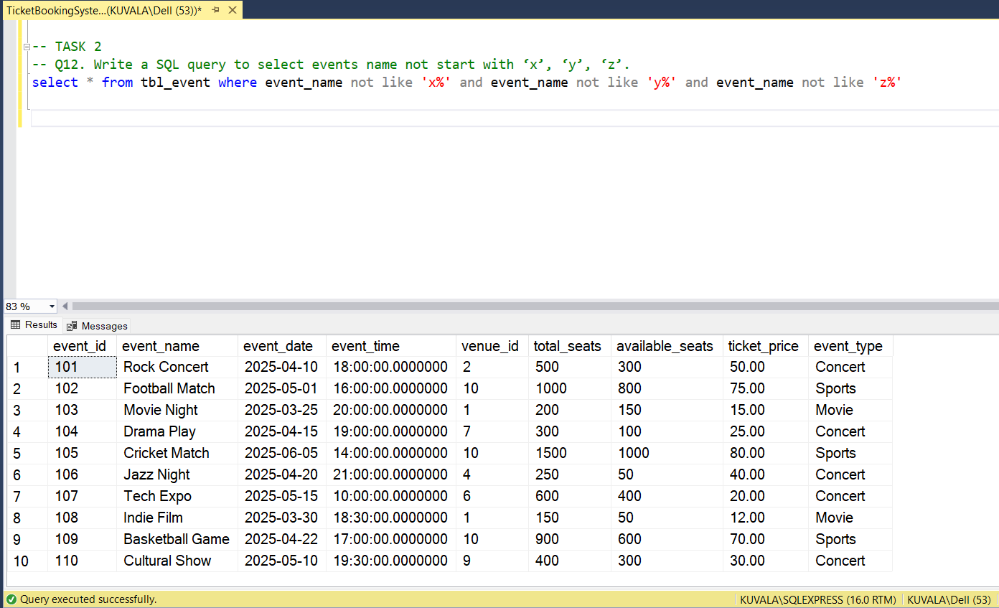 TicketBookingSyste...(KUVALA\Dell (53))*
-- TASK 2
-- Q12. Write a SQL query to select events name not start with ‘x’, ‘y’, ‘z’.
select * from tbl_event where event_name not like 'x%' and event_name not like 'y%' and event_name not like 'z%'
83 %
Results Messages
event_id event_name event_date event_time venue_id total_seats available_seats ticket_price event_type
1 101 Rock Concert 2025-04-10 18:00:00.0000000 2 500 300 50.00 Concert
2 102 Football Match 2025-05-01 16:00:00.0000000 10 1000 800 75.00 Sports
3 103 Movie Night 2025-03-25 20:00:00.0000000 1 200 150 15.00 Movie
4 104 Drama Play 2025-04-15 19:00:00.0000000 7 300 100 25.00 Concert
5 105 Cricket Match 2025-06-05 14:00:00.0000000 10 1500 1000 80.00 Sports
6 106 Jazz Night 2025-04-20 21:00:00.0000000 4 250 50 40.00 Concert
7 107 Tech Expo 2025-05-15 10:00:00.0000000 6 600 400 20.00 Concert
8 108 Indie Film 2025-03-30 18:30:00.0000000 1 150 50 12.00 Movie
9 109 Basketball Game 2025-04-22 17:00:00.0000000 10 900 600 70.00 Sports
10 110 Cultural Show 2025-05-10 19:30:00.0000000 9 400 300 30.00 Concert
Query executed successfully. KUVALA\SQLEXPRESS (16.0 RTM) KUVALA\Dell (53)